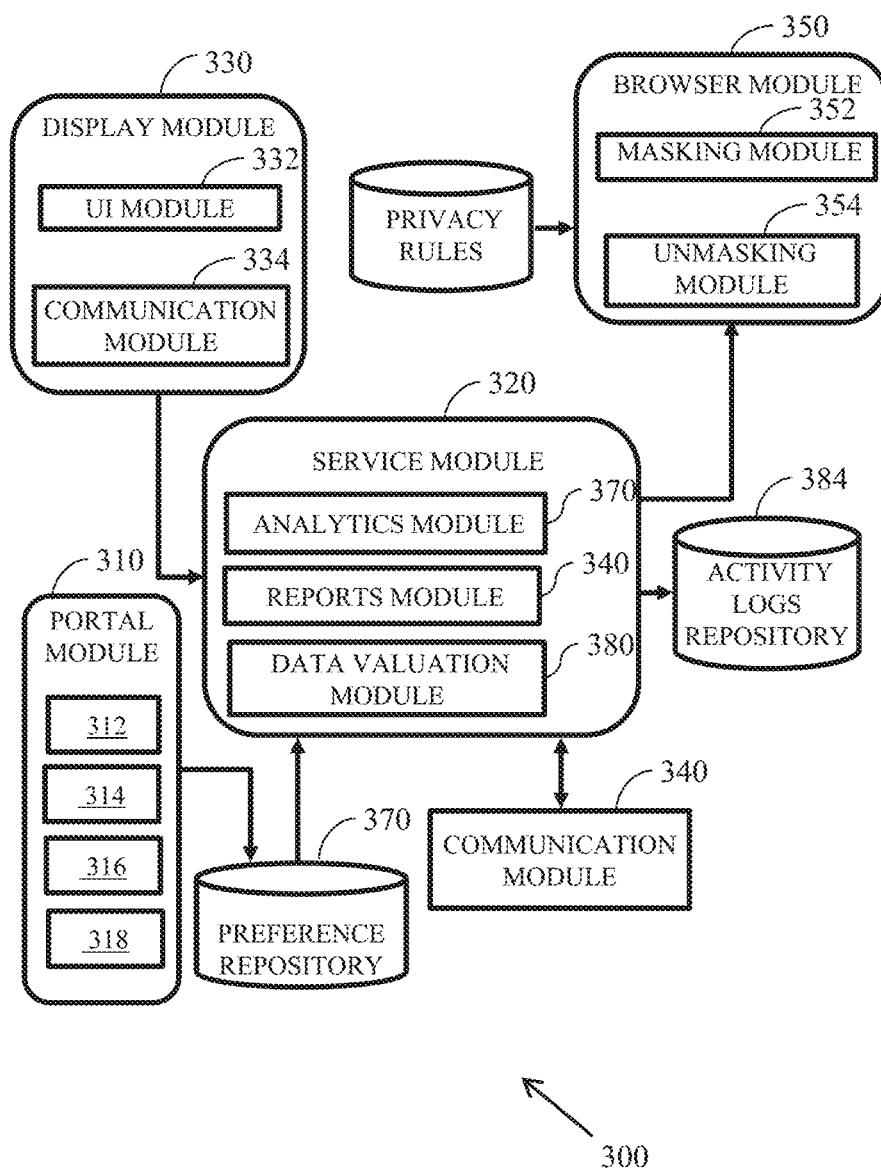 330
DISPLAY MODULE
332
UI MODULE
334
COMMUNICATION
MODULE
PRIVACY
RULES
350
BROWSER MODULE
352
MASKING MODULE
354
UNMASKING
MODULE
320
SERVICE MODULE
ANALYTICS MODULE
370
REPORTS MODULE
340
DATA VALUATION
MODULE
380
384
ACTIVITY
LOGS
REPOSITORY
310
PORTAL
MODULE
312
314
316
318
370
PREFERENCE
REPOSITORY
340
COMMUNICATION
MODULE
300